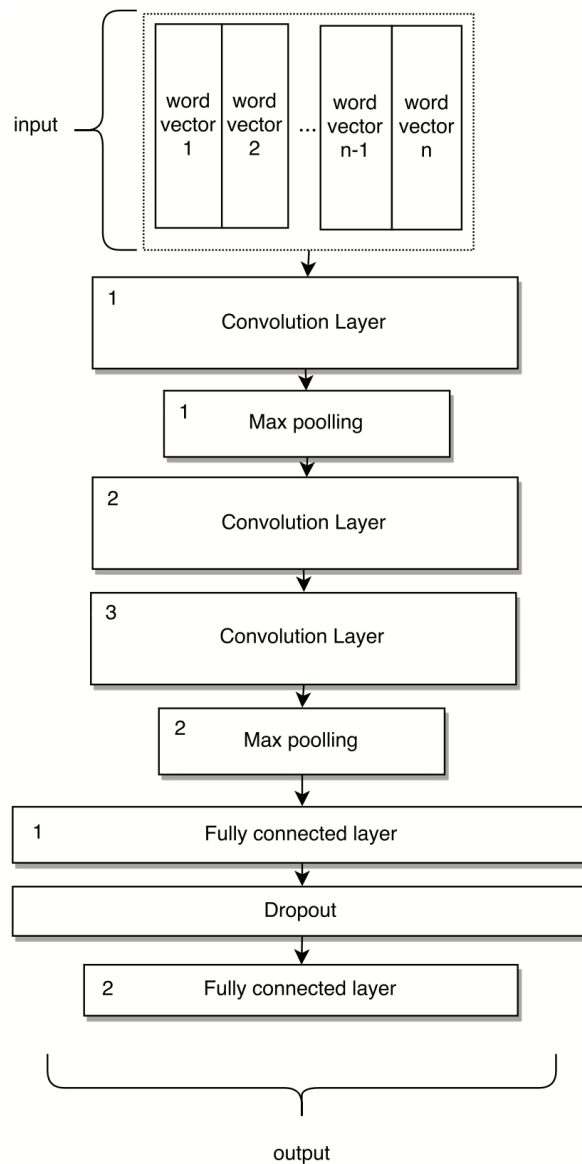 input
word vector 1
word vector 2
...
word vector n-1
word vector n
1
Convolution Layer
1
Max poolling
2
Convolution Layer
3
Convolution Layer
2
Max poolling
1
Fully connected layer
Dropout
2
Fully connected layer
output